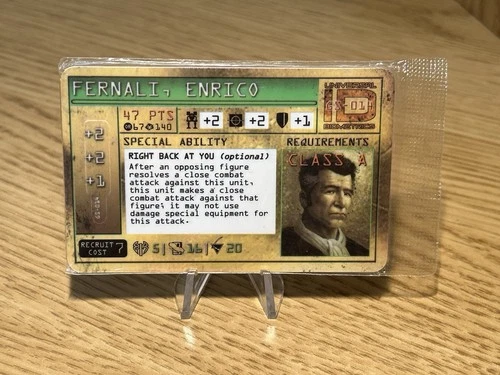 FERNALI, ENRICO
UNIVERSAL
ID
GS-01
BIOMETRICS
47 PTS
67 140
+2 +2 +1
+2
+2
+1
SPECIAL ABILITY
REQUIREMENTS
CLASS A
RIGHT BACK AT YOU (optional)
After an opposing figure
resolves a close combat
attack against this unit,
this unit makes a close
combat attack against that
figure; it may not use
damage special equipment for
this attack.
RECRUIT
COST 7
5 | 16 | 20